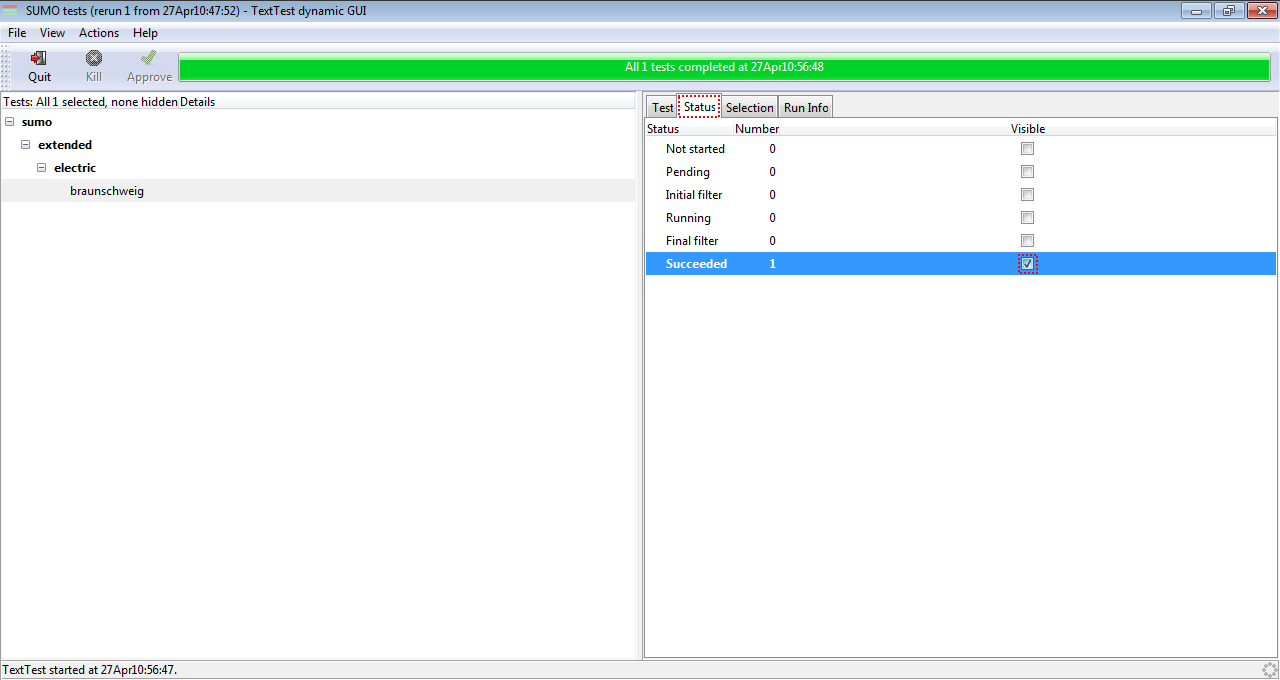 SUMO tests (rerun 1 from 27Apr10:47:52) - TextTest dynamic GUI
File View Actions Help
Quit Kill Approve
All 1 tests completed at 27Apr10:56:48
Tests: All 1 selected, none hidden Details
sumo
extended
electric
braunschweig
Test Status Selection Run Info
Status Number Visible
Not started 0
Pending 0
Initial filter 0
Running 0
Final filter 0
Succeeded 1
TextTest started at 27Apr10:56:47.